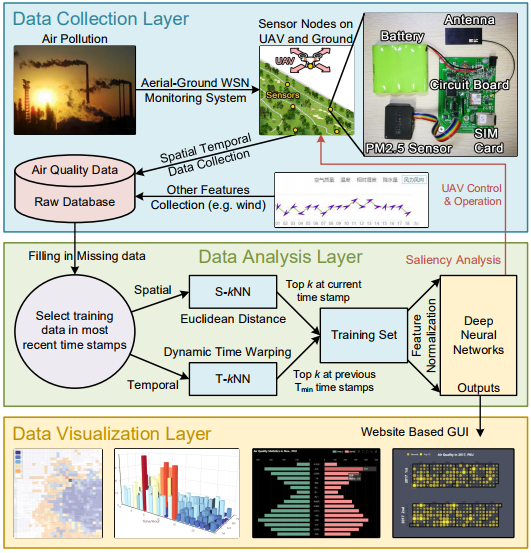 Data Collection Layer
Air Pollution
Sensor Nodes on
UAV and Ground
Antenna
Battery
UAV
Aerial-Ground WSN
Monitoring System
Sensors
Circuit Board
PM2.5 Sensor
SIM
Card
Spatial Temporal
Data Collection
Air Quality Data
Raw Database
Other Features
Collection (e.g. wind)
UAV Control
& Operation
Filling in Missing data
Data Analysis Layer
Saliency Analysis
Select training
data in most
recent time stamps
Spatial
S-kNN
Euclidean Distance
Top k at current
time stamp
Dynamic Time Warping
Temporal
T-kNN
Top k at previous
Tmin time stamps
Training Set
Feature
Normalization
Deep
Neural
Networks
Outputs
Data Visualization Layer
Website Based GUI